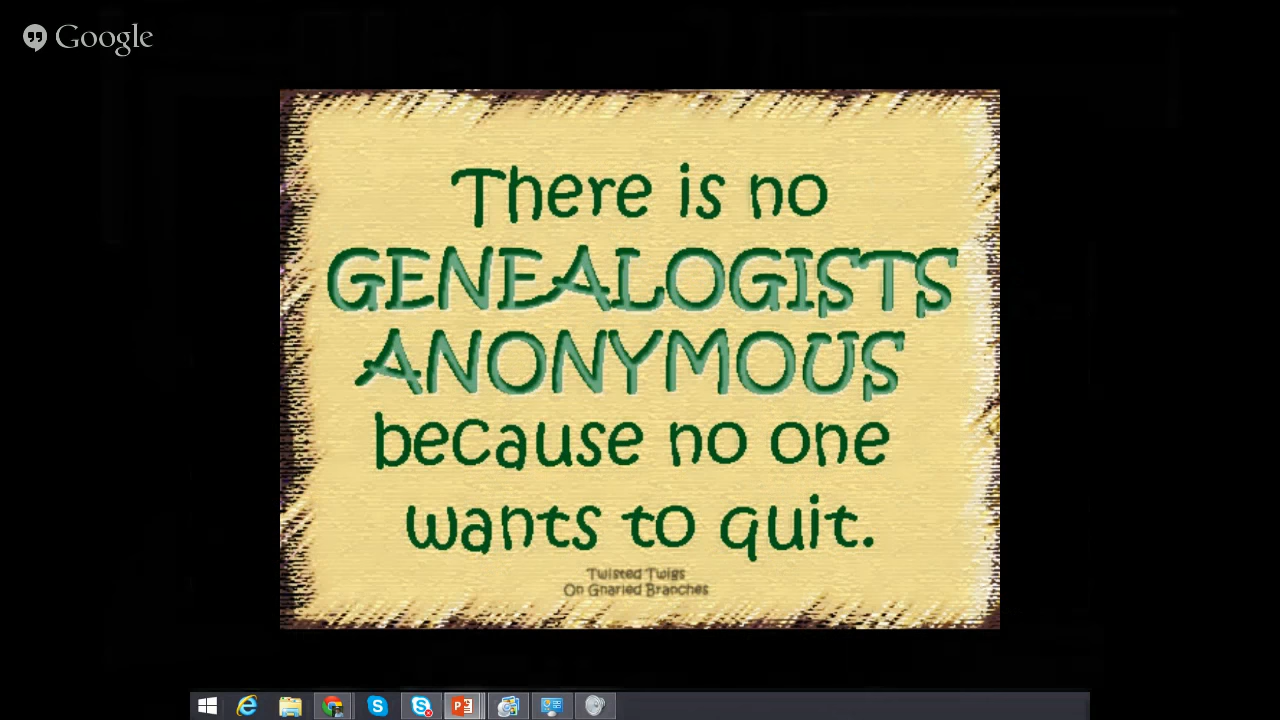 Google
There is no
GENEALOGISTS
ANONYMOUS
because no one
wants to quit.
Twisted Twigs
On Gnarled Branches